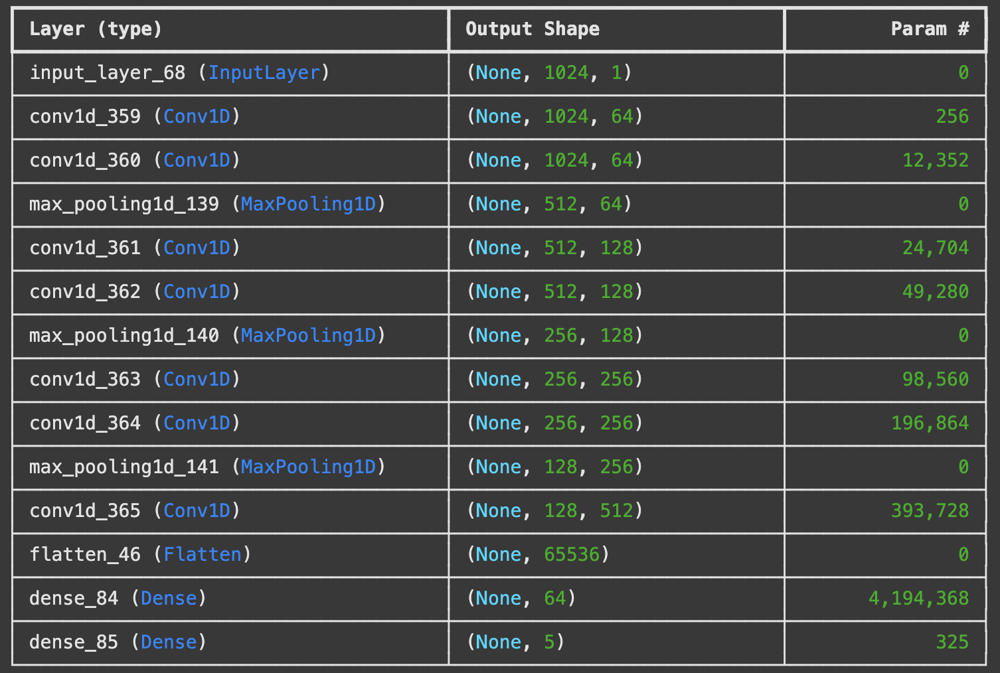 Layer (type) Output Shape Param #
input_layer_68 (InputLayer) (None, 1024, 1) 0
conv1d_359 (Conv1D) (None, 1024, 64) 256
conv1d_360 (Conv1D) (None, 1024, 64) 12,352
max_pooling1d_139 (MaxPooling1D) (None, 512, 64) 0
conv1d_361 (Conv1D) (None, 512, 128) 24,704
conv1d_362 (Conv1D) (None, 512, 128) 49,280
max_pooling1d_140 (MaxPooling1D) (None, 256, 128) 0
conv1d_363 (Conv1D) (None, 256, 256) 98,560
conv1d_364 (Conv1D) (None, 256, 256) 196,864
max_pooling1d_141 (MaxPooling1D) (None, 128, 256) 0
conv1d_365 (Conv1D) (None, 128, 512) 393,728
flatten_46 (Flatten) (None, 65536) 0
dense_84 (Dense) (None, 64) 4,194,368
dense_85 (Dense) (None, 5) 325